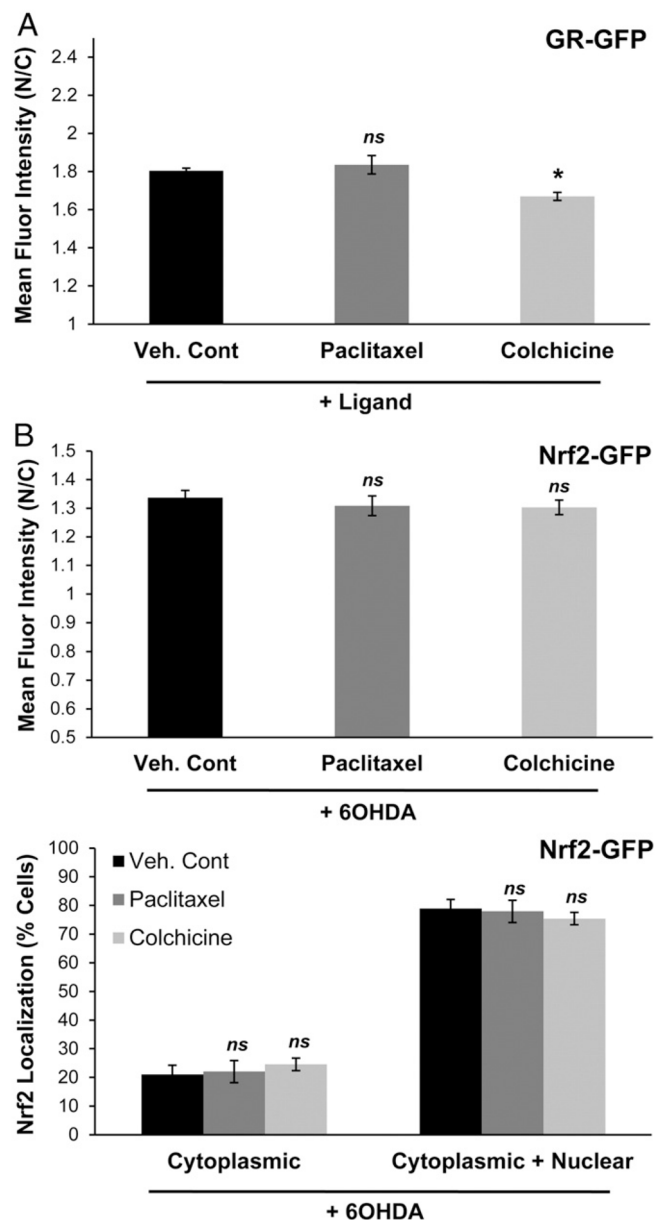 A
GR-GFP
Mean Fluor Intensity (N/C)
2.4
2.2
2
1.8
1.6
1.4
1.2
1
ns
*
Veh. Cont Paclitaxel Colchicine
+ Ligand
B
Nrf2-GFP
Mean Fluor Intensity (N/C)
1.5
1.4
1.3
1.2
1.1
1
0.9
0.8
0.7
0.6
0.5
ns ns
Veh. Cont Paclitaxel Colchicine
+ 6OHDA
Nrf2-GFP
Nrf2 Localization (% Cells)
100
90
80
70
60
50
40
30
20
10
0
Veh. Cont
Paclitaxel
Colchicine
ns ns
ns ns
Cytoplasmic Cytoplasmic + Nuclear
+ 6OHDA